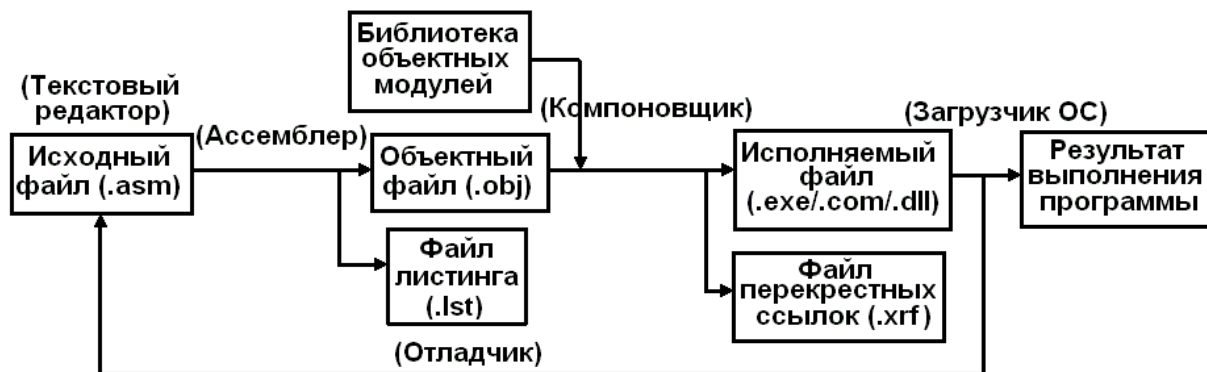 Библиотека
объектных
модулей
(Текстовый
редактор)
(Ассемблер)
(Компоновщик)
(Загрузчик ОС)
Исходный
файл (.asm)
Объектный
файл (.obj)
Исполняемый
файл
(.exe/.com/.dll)
Результат
выполнения
программы
Файл
листинга
(.lst)
Файл
перекрестных
ссылок (.xrf)
(Отладчик)